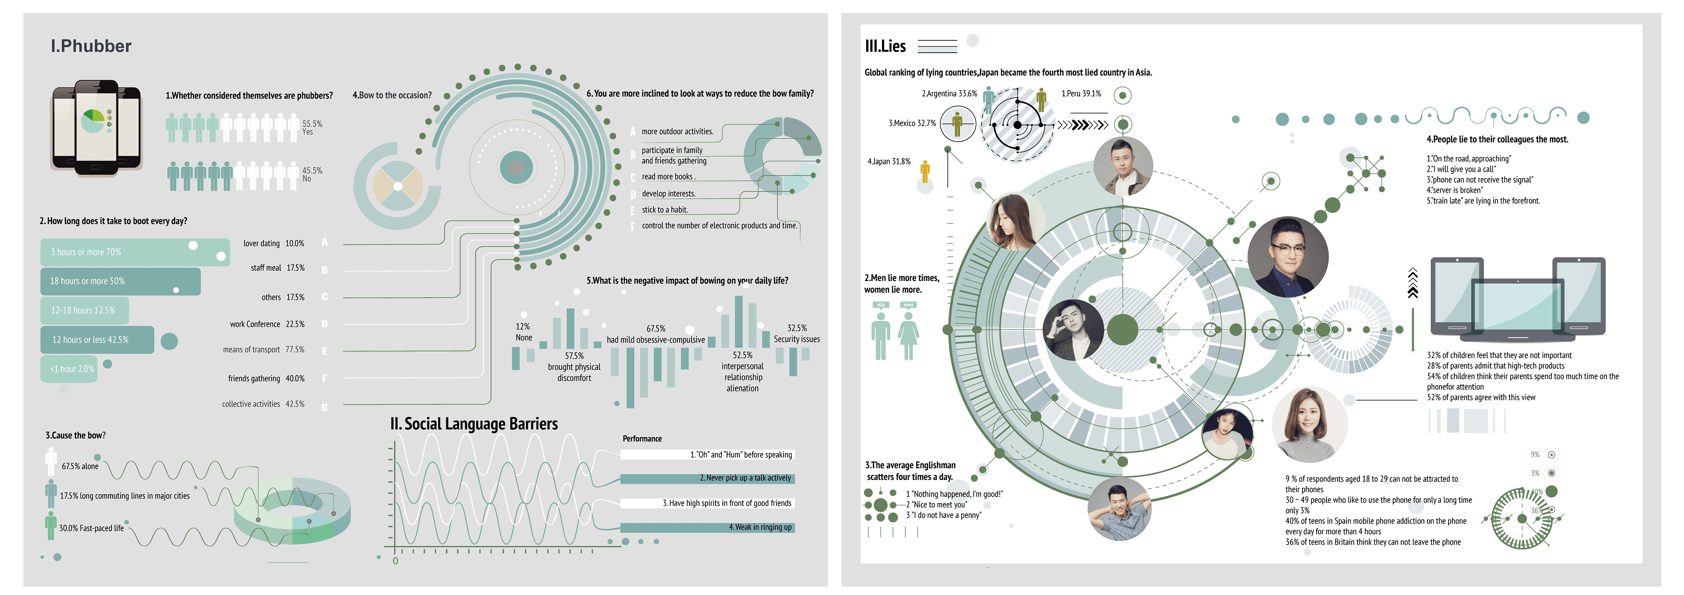 I.Phubber
1.Whether considered themselves are phubbers?
55.5%
Yes
45.5%
No
2. How long does it take to boot every day?
3 hours or more 70%
18 hours or more 50%
12-18 hours 12.5%
12 hours or less 42.5%
<1 hour 2.0%
3.Cause the bow?
67.5% alone
17.5% long commuting lines in major cities
30.0% Fast-paced life
4.Bow to the occasion?
lover dating 10.0% A
staff meal 17.5% B
others 17.5% C
work Conference 22.5% D
means of transport 77.5% E
friends gathering 40.0% F
collective activities 42.5% G
6. You are more inclined to look at ways to reduce the bow family?
A more outdoor activities.
B participate in family
and friends gathering
C read more books .
D develop interests.
E stick to a habit.
F control the number of electronic products and time.
5.What is the negative impact of bowing on your daily life?
12%
None
57.5%
brought physical
discomfort
67.5%
had mild obsessive-compulsive
52.5%
interpersonal
relationship
alienation
32.5%
Security issues
II. Social Language Barriers
0
Performance
1. "Oh" and "Hum" before speaking
2. Never pick up a talk actively
3. Have high spirits in front of good friends
4. Weak in ringing up
III.Lies
Global ranking of lying countries,Japan became the fourth most lied country in Asia.
2.Argentina 33.6%
1.Peru 39.1%
3.Mexico 32.7%
4.Japan 31.8%
2.Men lie more times,
women lie more.
3.The average Englishman
scatters four times a day.
1 "Nothing happened, I'm good!"
2 "Nice to meet you"
3 "I do not have a penny"
4.People lie to their colleagues the most.
1."On the road, approaching"
2."I will give you a call"
3."phone can not receive the signal"
4."server is broken"
5."train late" are lying in the forefront.
32% of children feel that they are not important
28% of parents admit that high-tech products
54% of children think their parents spend too much time on the
phonefor attention
52% of parents agree with this view
9 % of respondents aged 18 to 29 can not be attracted to
their phones
30 ~ 49 people who like to use the phone for only a long time
only 3%
40% of teens in Spain mobile phone addiction on the phone
every day for more than 4 hours
36% of teens in Britain think they can not leave the phone
9%
3%
36%